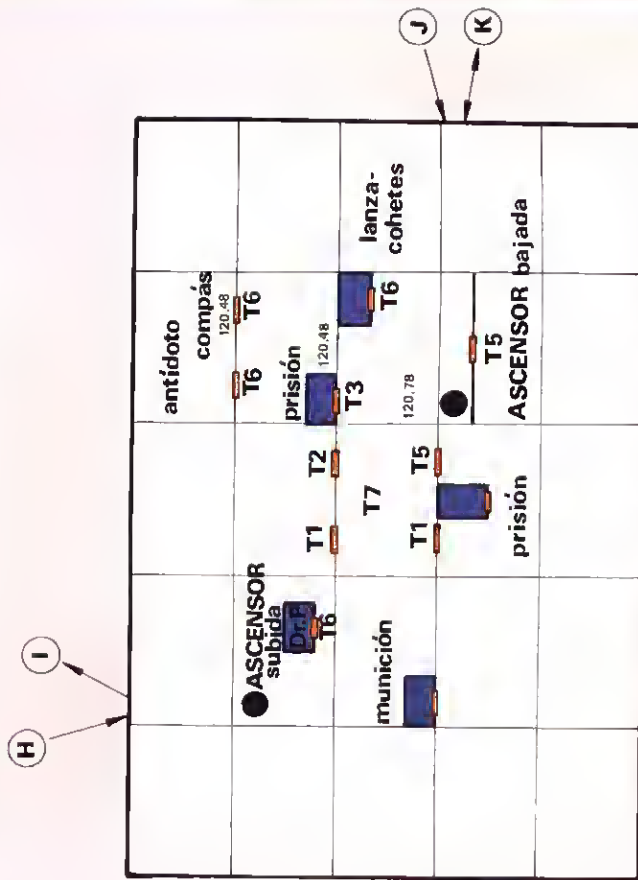 H
I
antídoto
compás
120,48
T6
T6
ASCENSOR
subida
prisión
T6
120,48
T1
T2
T3
lanza-
cohetes
T7
munición
T6
120,78
J
T1
T5
K
T5
prisión
ASCENSOR bajada